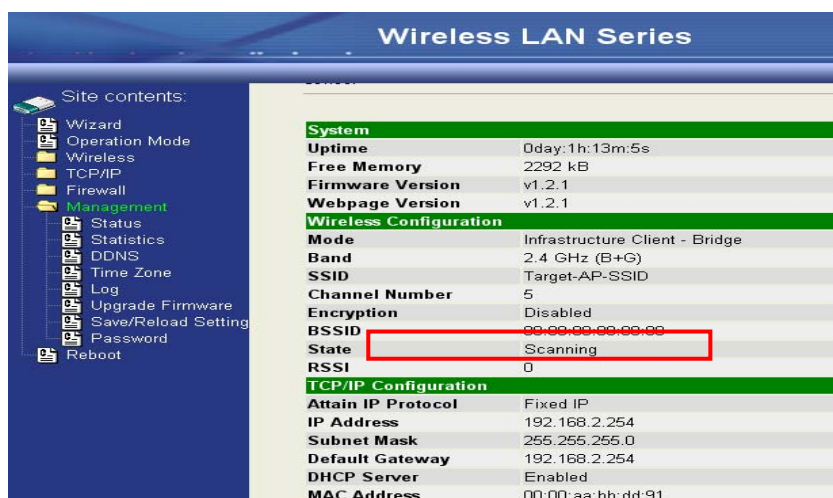 Wireless LAN Series
Site contents:
Wizard
Operation Mode
Wireless
TCP/IP
Firewall
Management
Status
Statistics
DDNS
Time Zone
Log
Upgrade Firmware
Save/Reload Setting
Password
Reboot
System
Uptime 0day:1h:13m:5s
Free Memory 2292 kB
Firmware Version v1.2.1
Webpage Version v1.2.1
Wireless Configuration
Mode Infrastructure Client - Bridge
Band 2.4 GHz (B+G)
SSID Target-AP-SSID
Channel Number 5
Encryption Disabled
BSSID 00:00:00:00:00:00
State Scanning
RSSI 0
TCP/IP Configuration
Attain IP Protocol Fixed IP
IP Address 192.168.2.254
Subnet Mask 255.255.255.0
Default Gateway 192.168.2.254
DHCP Server Enabled
MAC Address 00:00:aa:bb:dd:91